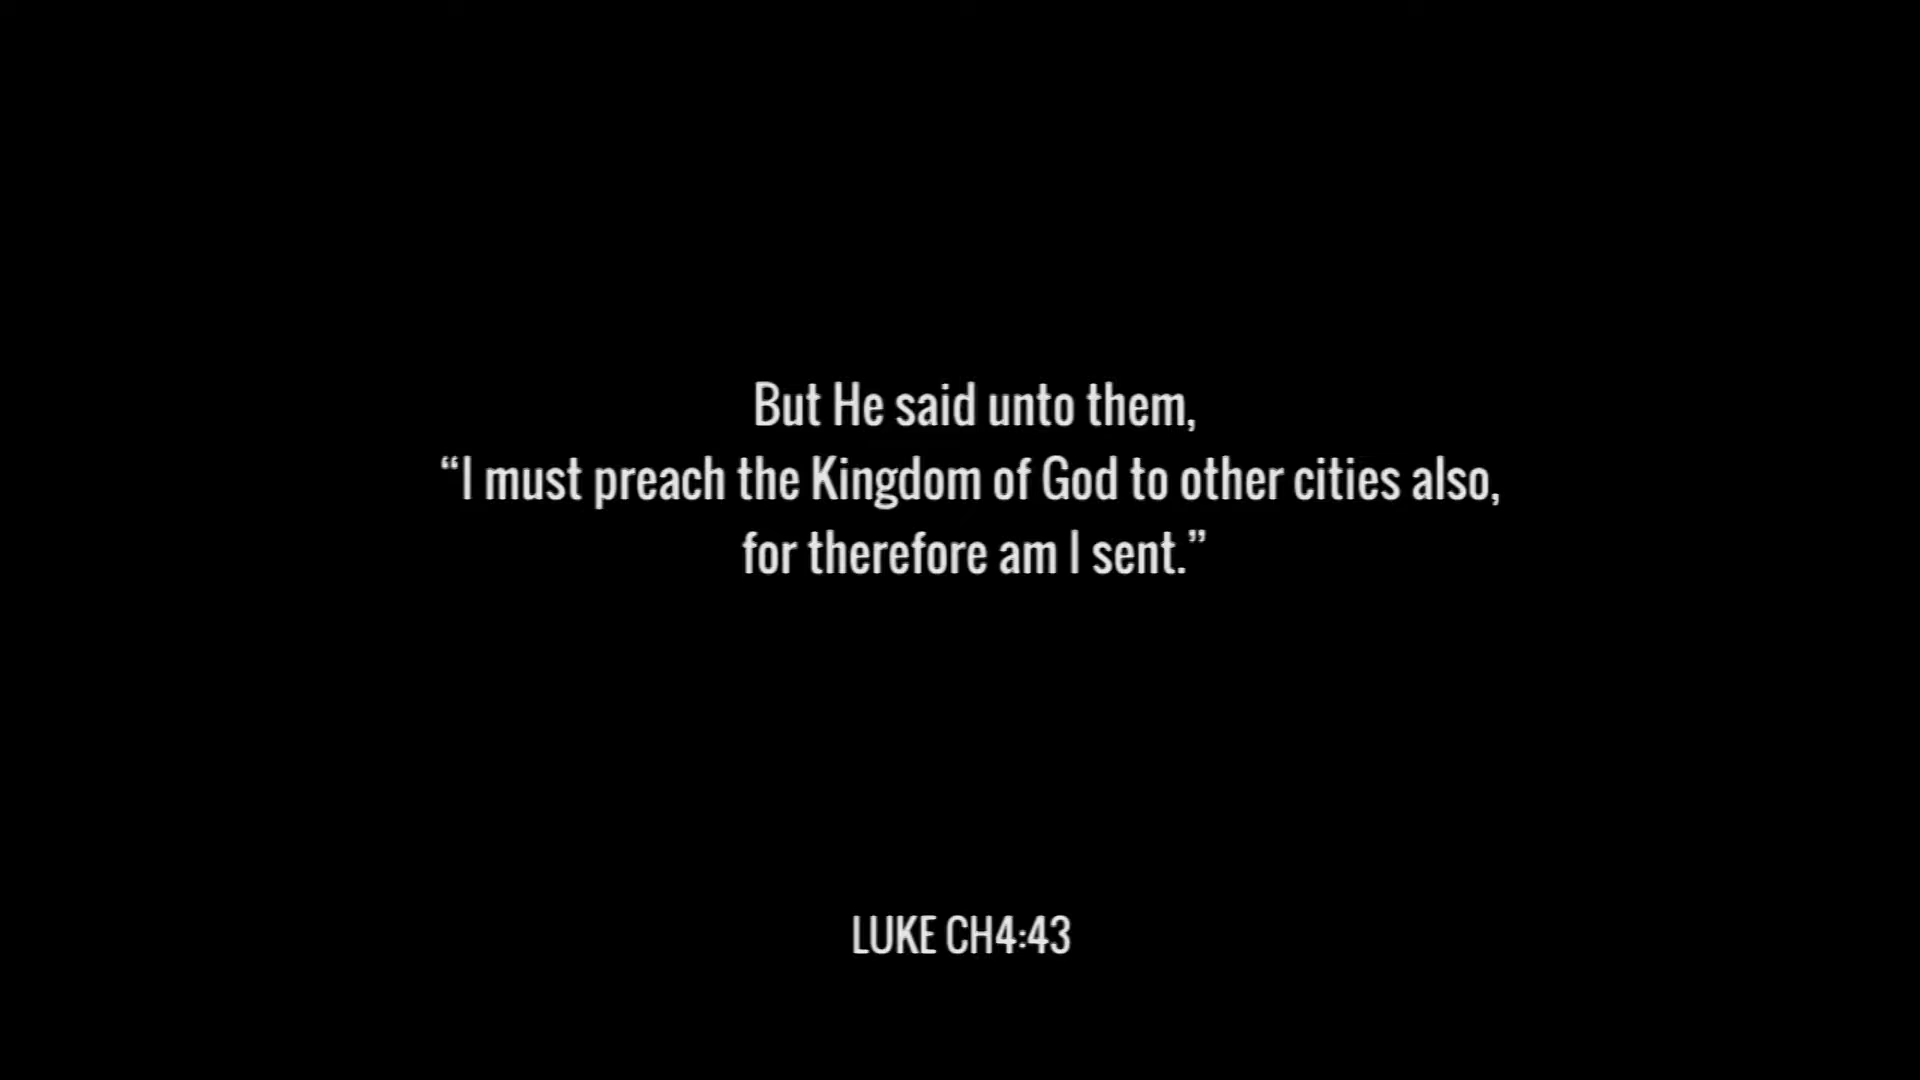 But He said unto them,
“I must preach the Kingdom of God to other cities also,
for therefore am I sent.”
LUKE CH4:43